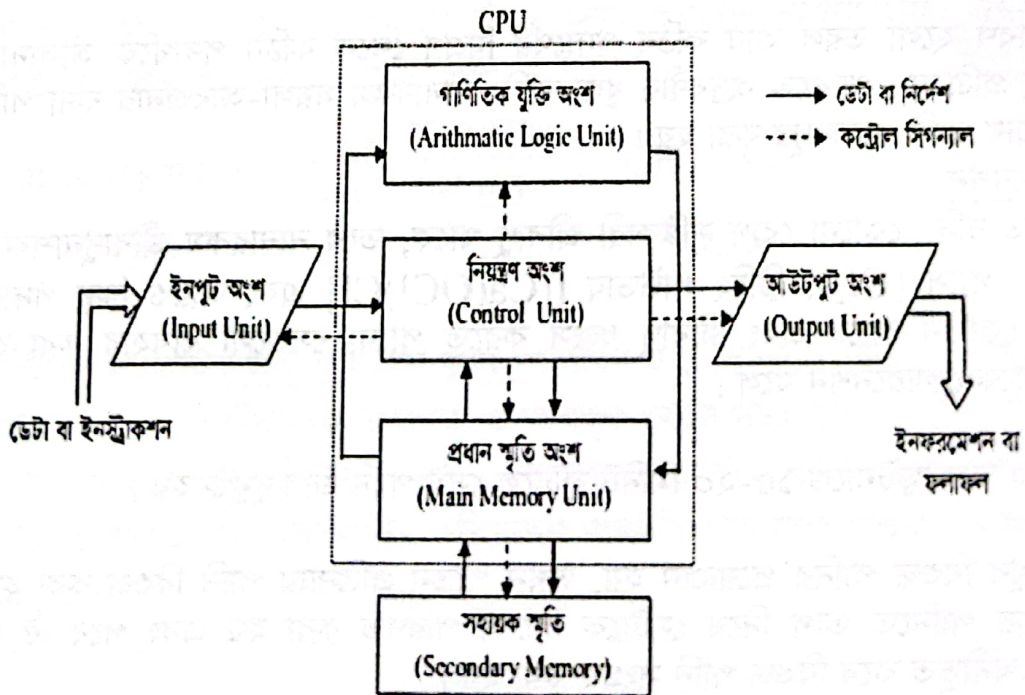 CPU
গাণিতিক যুক্তি অংশ
(Arithmatic Logic Unit)
ডেটা বা নির্দেশ
কন্ট্রোল সিগন্যাল
ইনপুট অংশ
(Input Unit)
নিয়ন্ত্রণ অংশ
(Control Unit)
আউটপুট অংশ
(Output Unit)
ডেটা বা ইনস্ট্রাকশন
প্রধান স্মৃতি অংশ
(Main Memory Unit)
ইনফরমেশন বা
ফলাফল
সহায়ক স্মৃতি
(Secondary Memory)